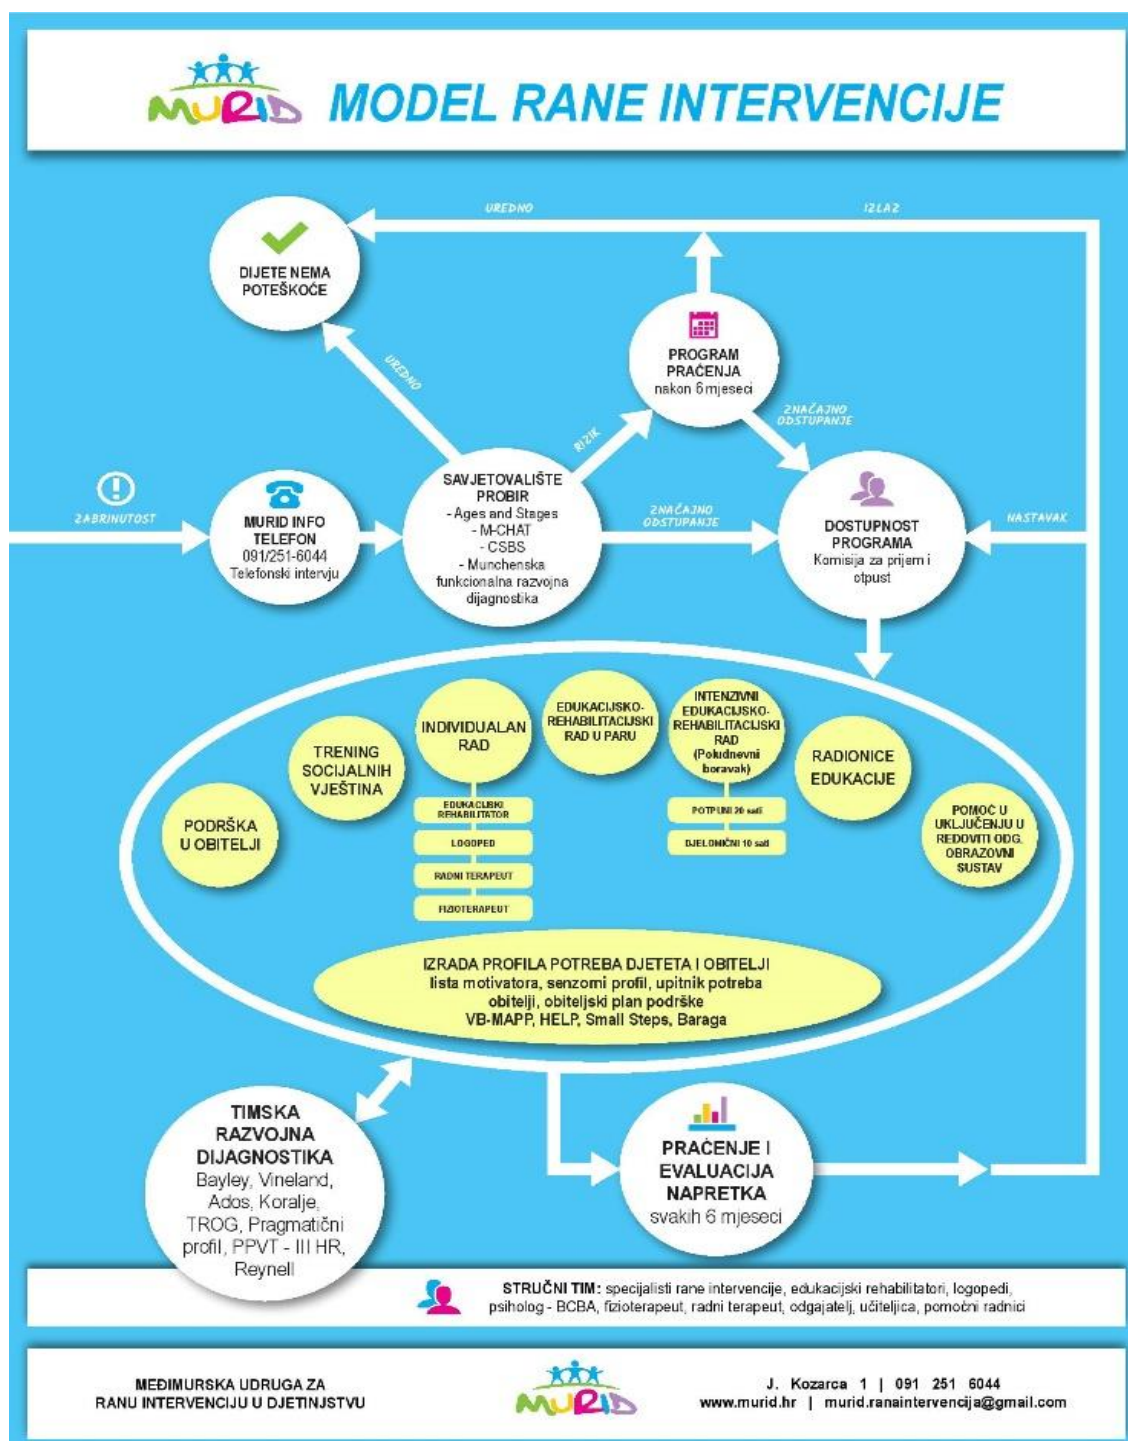 MURID MODEL RANE INTERVENCIJE
UREDNO
IZLAZ
DIJETE NEMA
POTEŠKOĆE
PROGRAM
PRAĆENJA
nakon 6 mjeseci
UREDNO
RIZIK
ZNAČAJNO
ODSTUPANJE
ZABRINUTOST
MURID INFO
TELEFON
091/251-6044
Telefonski intervju
SAVJETOVALIŠTE
PROBIR
- Ages and Stages
- M-CHAT
- CSBS
- Munchenska
funkcionalna razvojna
dijagnostika
ZNAČAJNO
ODSTUPANJE
DOSTUPNOST
PROGRAMA
Komisija za prijem i
otpust
NASTAVAK
PODRŠKA
U OBITELJI
TRENING
SOCIJALNIH
VJEŠTINA
INDIVIDUALAN
RAD
EDUKACIJSKI
REHABILITATOR
LOGOPED
RADNI TERAPEUT
FIZIOTERAPEUT
EDUKACIJSKO-
REHABILITACIJSKI
RAD U PARU
INTENZIVNI
EDUKACIJSKO-
REHABILITACIJSKI
RAD
(Poludnevni
boravak)
POTPUNI 20 sati
DJELOMIČNI 10 sati
RADIONICE
EDUKACIJE
POMOĆ U
UKLJUČENJU U
REDOVITI ODG.
OBRAZOVNI
SUSTAV
IZRADA PROFILA POTREBA DJETETA I OBITELJI
lista motivatora, senzorni profil, upitnik potreba
obitelji, obiteljski plan podrške
VB-MAPP, HELP, Small Steps, Baraga
TIMSKA
RAZVOJNA
DIJAGNOSTIKA
Bayley, Vineland,
Ados, Koralje,
TROG, Pragmatični
profil, PPVT - III HR,
Reynell
PRAĆENJE I
EVALUACIJA
NAPRETKA
svakih 6 mjeseci
STRUČNI TIM: specijalisti rane intervencije, edukacijski rehabilitatori, logopedi,
psiholog - BCBA, fizioterapeut, radni terapeut, odgajatelj, učiteljica, pomoćni radnici
MEĐIMURSKA UDRUGA ZA
RANU INTERVENCIJU U DJETINJSTVU
MURID
J. Kozarca 1 | 091 251 6044
www.murid.hr | murid.ranaintervencija@gmail.com